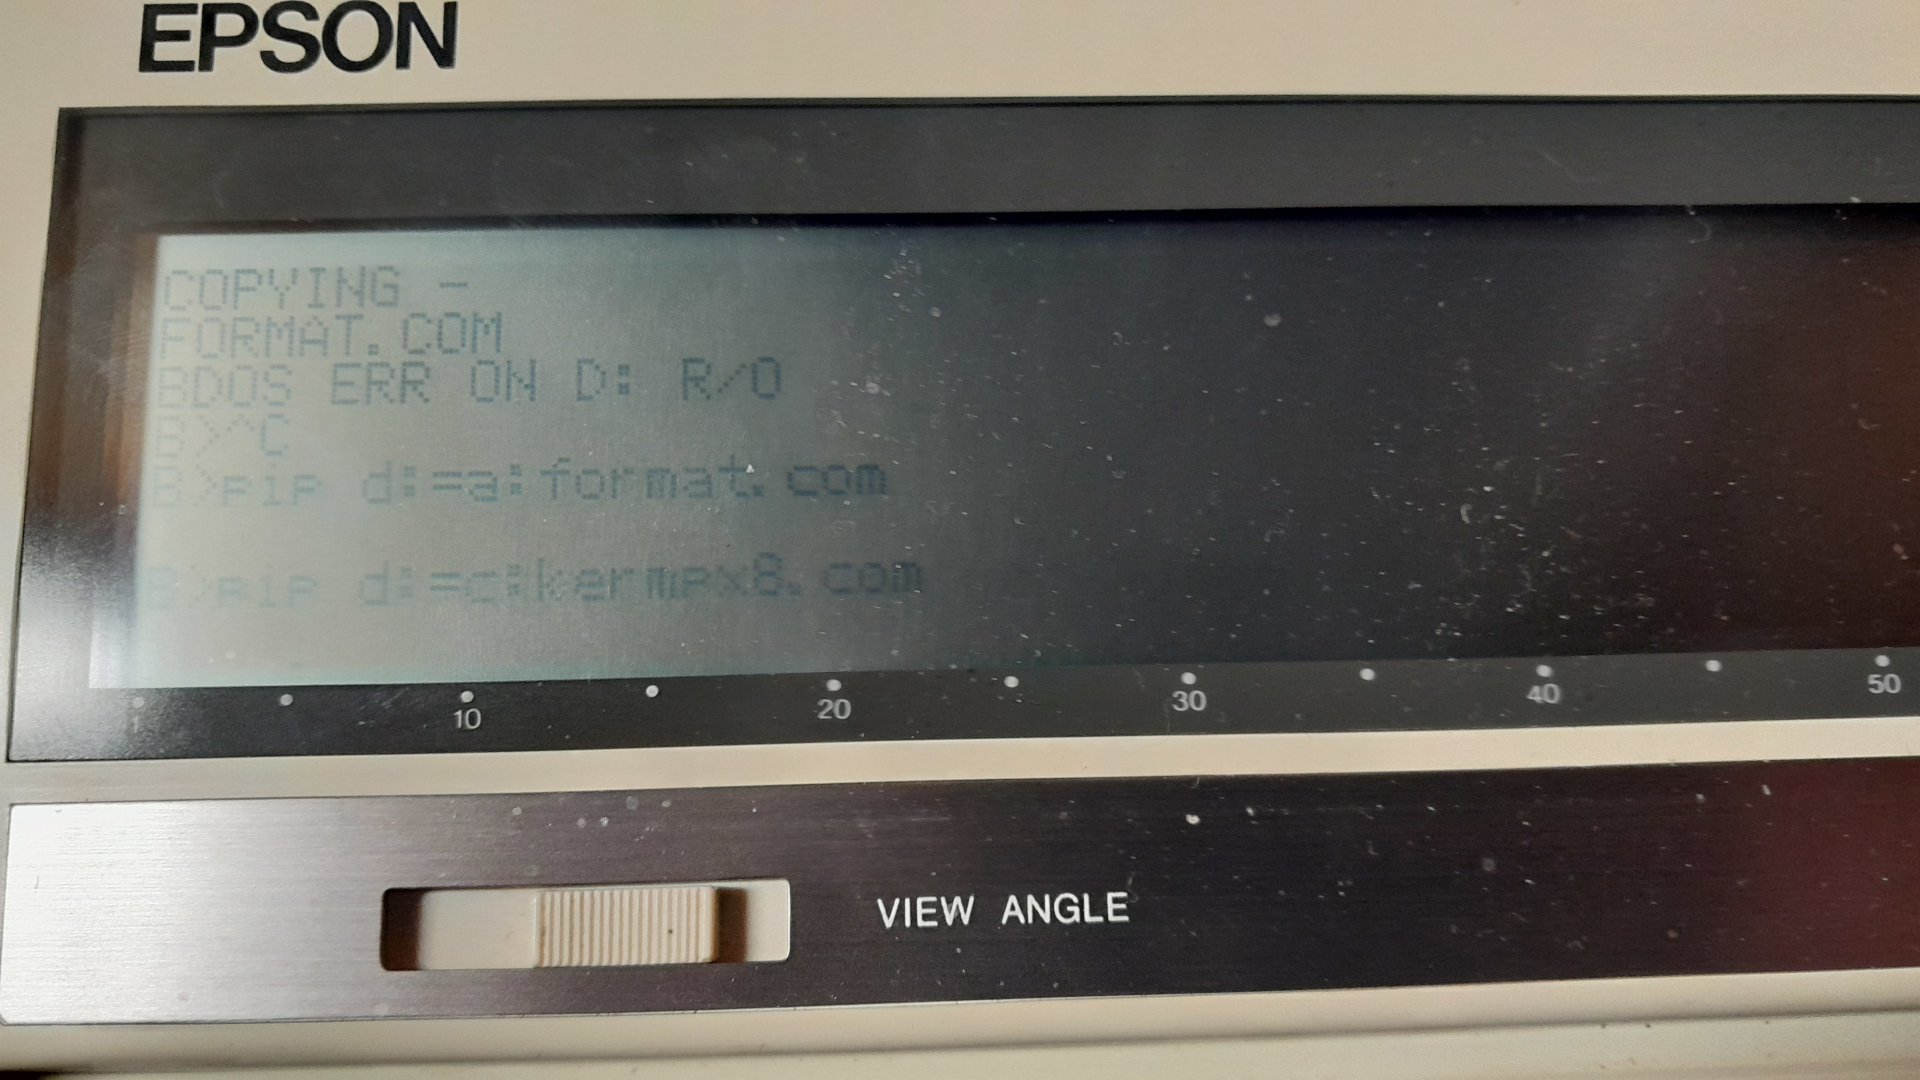 EPSON
COPYING -
FORMAT.COM
BDOS ERR ON D: R/O
B>^C
B>pip d:=a:format.com
B>pip d:=c:kermpx8.com
1 10 20 30 40 50
VIEW ANGLE